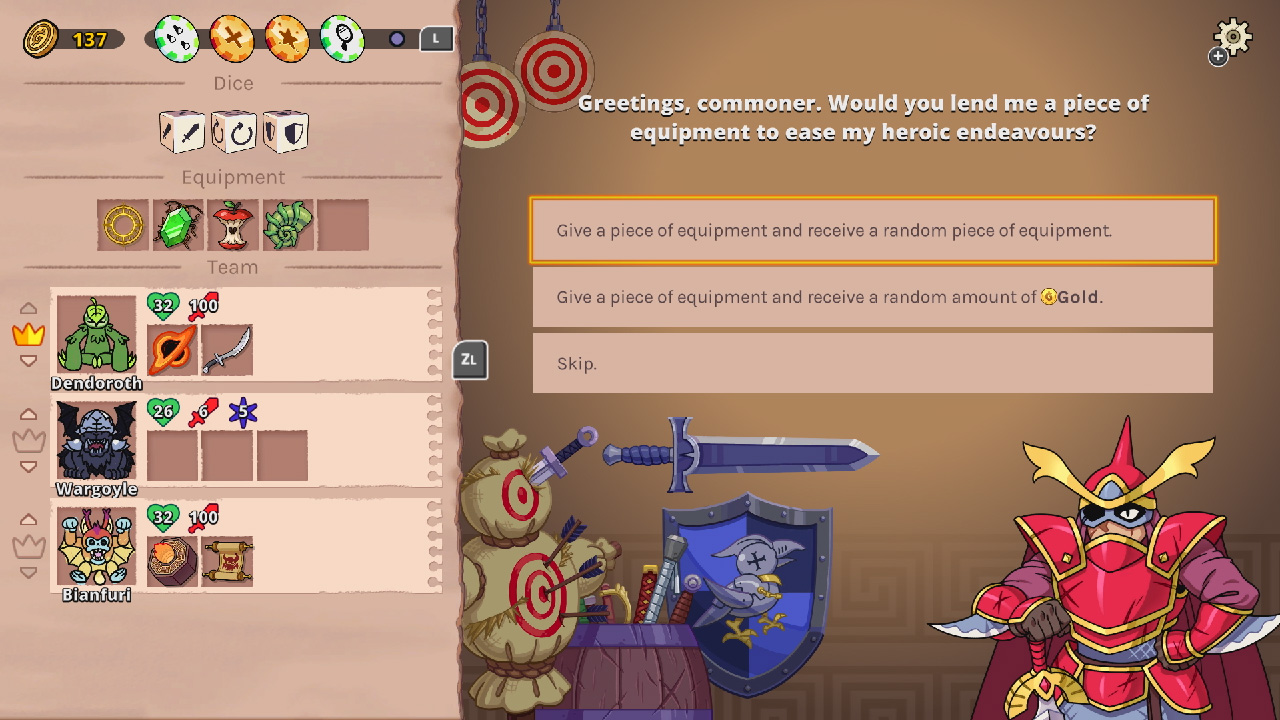 137
L
Dice
Equipment
Team
32 100
Dendoroth
26 6 5
Wargoyle
32 100
Bianfuri
ZL
Greetings, commoner. Would you lend me a piece of
equipment to ease my heroic endeavours?
Give a piece of equipment and receive a random piece of equipment.
Give a piece of equipment and receive a random amount of Gold.
Skip.